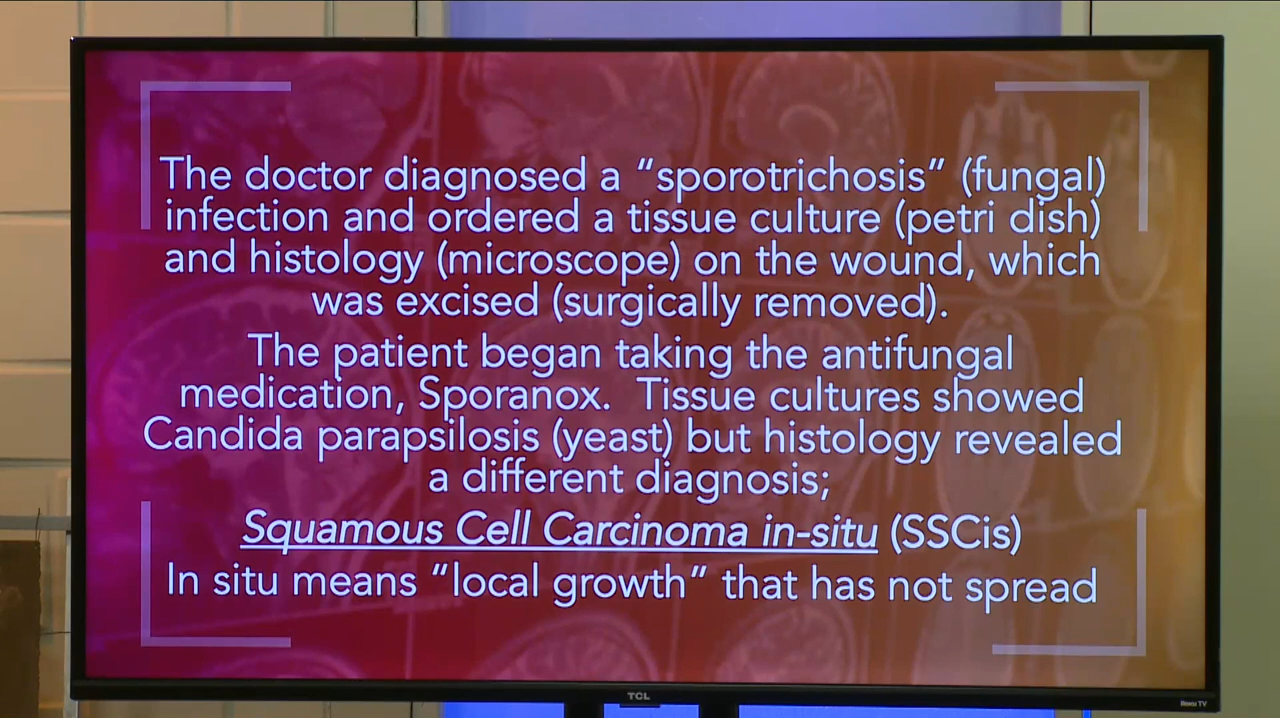 The doctor diagnosed a “sporotrichosis” (fungal)
infection and ordered a tissue culture (petri dish)
and histology (microscope) on the wound, which
was excised (surgically removed).
The patient began taking the antifungal
medication, Sporanox. Tissue cultures showed
Candida parapsilosis (yeast) but histology revealed
a different diagnosis;
Squamous Cell Carcinoma in-situ (SSCis)
In situ means “local growth” that has not spread
TCL
Roku TV